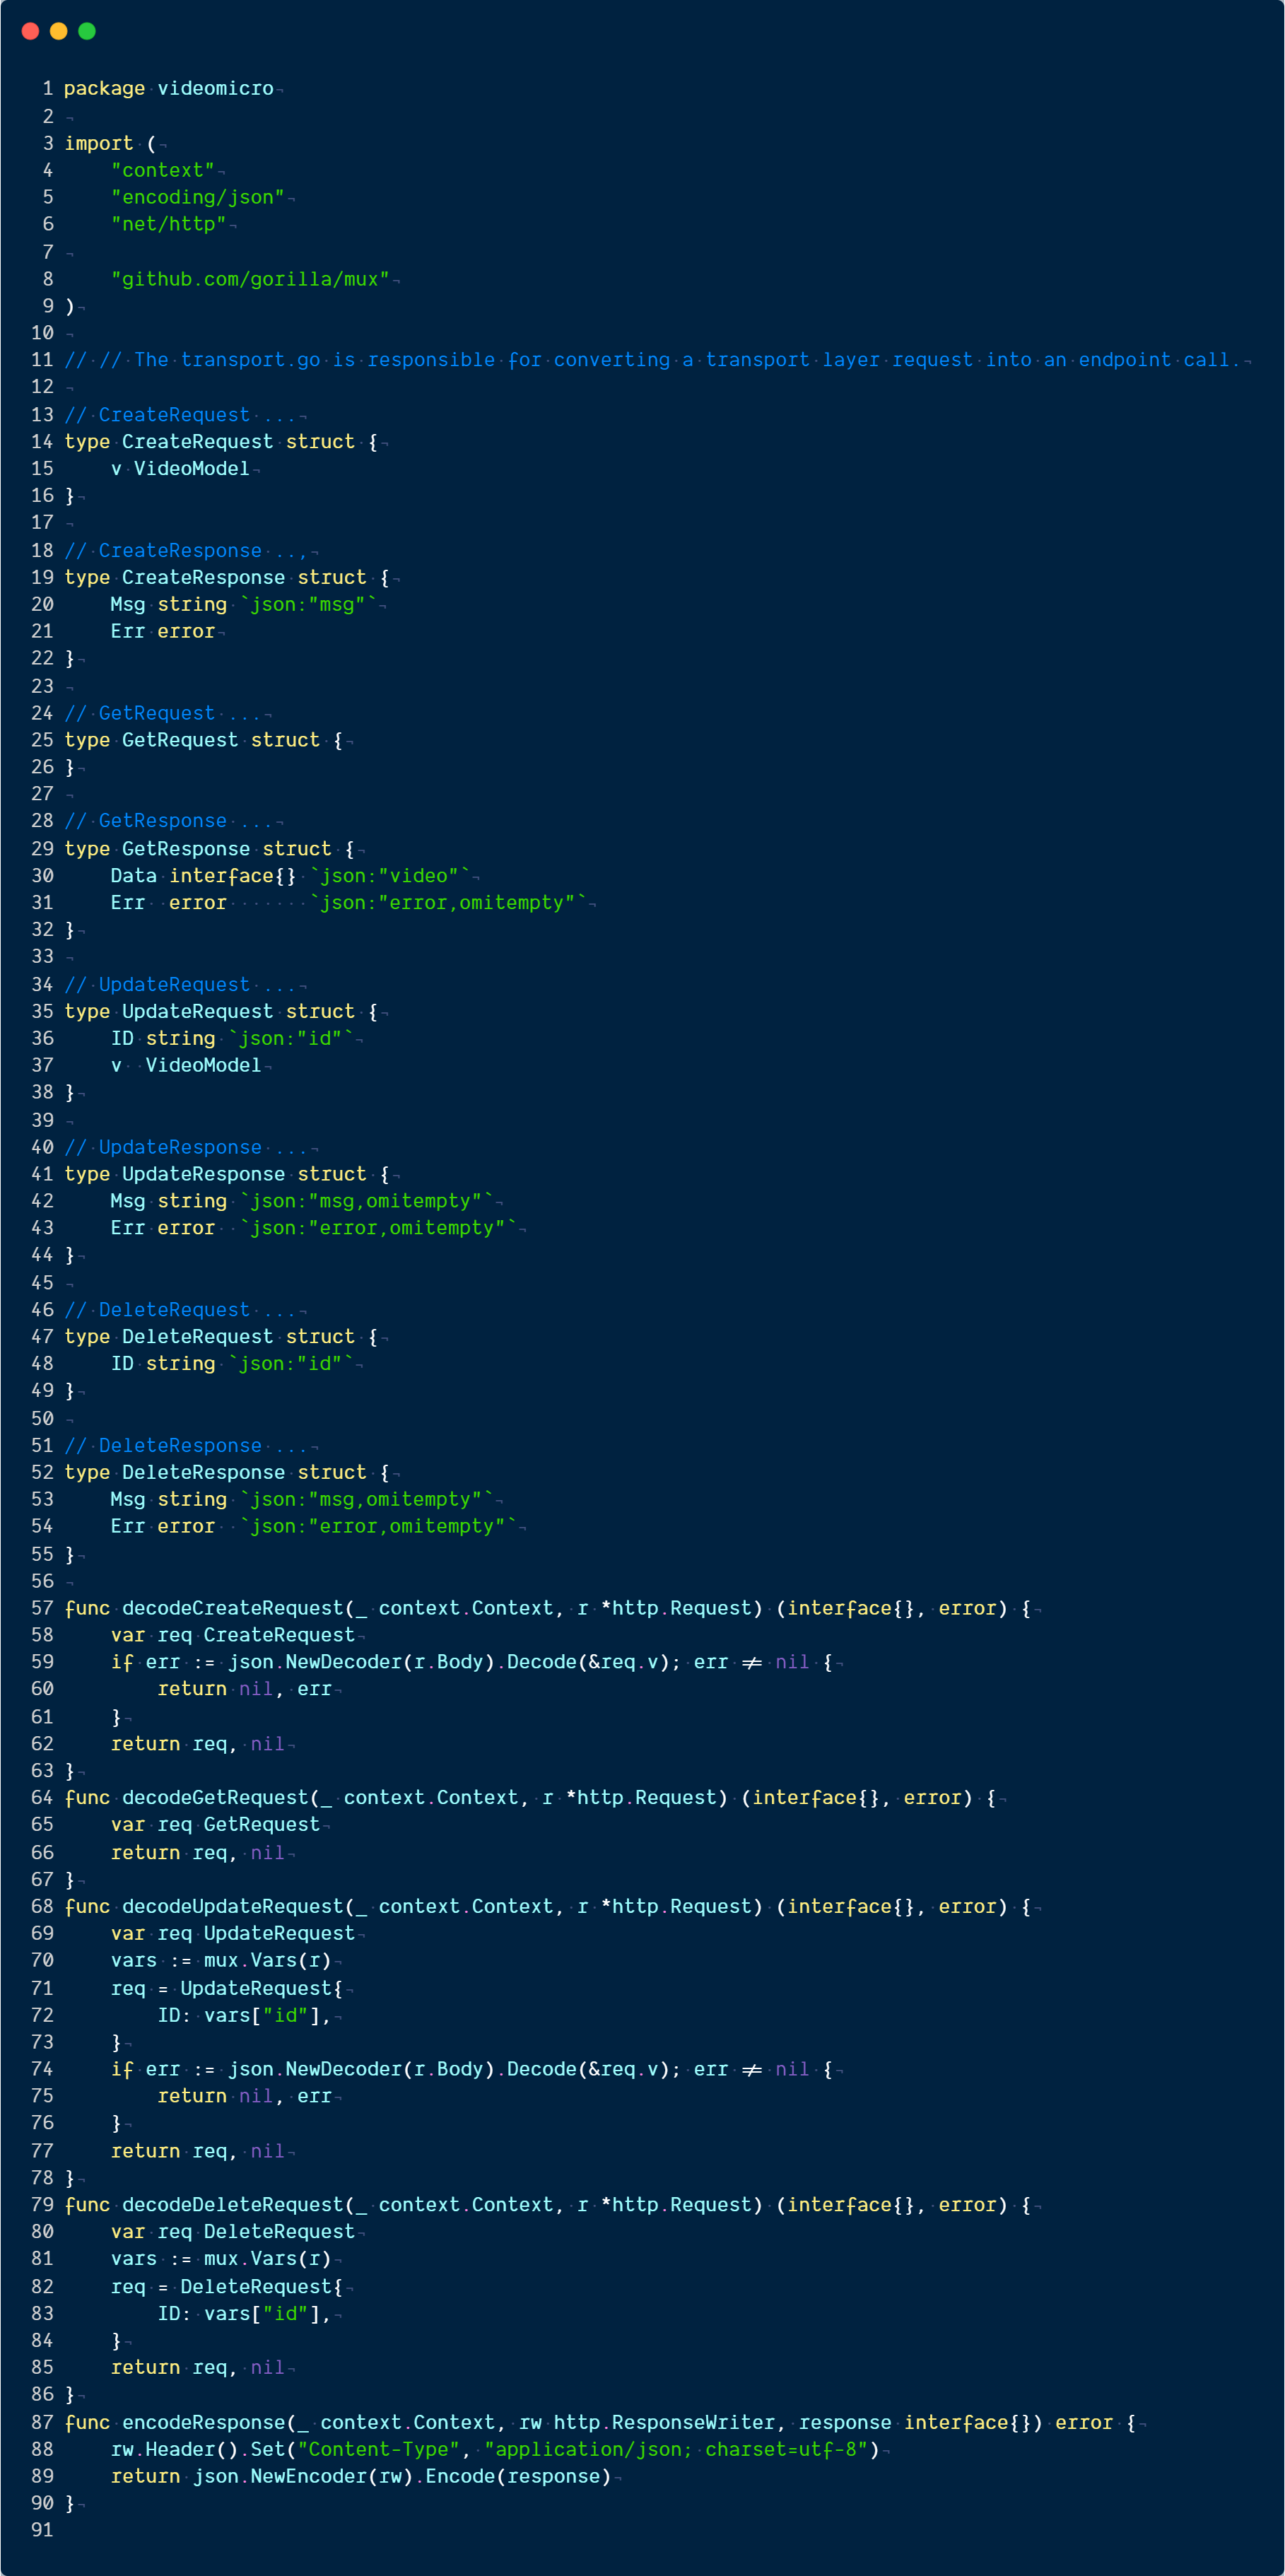 1 package videomicro
2
3 import (
4     "context"
5     "encoding/json"
6     "net/http"
7
8     "github.com/gorilla/mux"
9 )
10
11 // // The transport.go is responsible for converting a transport layer request into an endpoint call.
12
13 // CreateRequest ...
14 type CreateRequest struct {
15     v VideoModel
16 }
17
18 // CreateResponse ..,
19 type CreateResponse struct {
20     Msg string `json:"msg"`
21     Err error
22 }
23
24 // GetRequest ...
25 type GetRequest struct {
26 }
27
28 // GetResponse ...
29 type GetResponse struct {
30     Data interface{} `json:"video"`
31     Err  error       `json:"error,omitempty"`
32 }
33
34 // UpdateRequest ...
35 type UpdateRequest struct {
36     ID string `json:"id"`
37     v  VideoModel
38 }
39
40 // UpdateResponse ...
41 type UpdateResponse struct {
42     Msg string `json:"msg,omitempty"`
43     Err error  `json:"error,omitempty"`
44 }
45
46 // DeleteRequest ...
47 type DeleteRequest struct {
48     ID string `json:"id"`
49 }
50
51 // DeleteResponse ...
52 type DeleteResponse struct {
53     Msg string `json:"msg,omitempty"`
54     Err error  `json:"error,omitempty"`
55 }
56
57 func decodeCreateRequest(_ context.Context, r *http.Request) (interface{}, error) {
58     var req CreateRequest
59     if err := json.NewDecoder(r.Body).Decode(&req.v); err != nil {
60         return nil, err
61     }
62     return req, nil
63 }
64 func decodeGetRequest(_ context.Context, r *http.Request) (interface{}, error) {
65     var req GetRequest
66     return req, nil
67 }
68 func decodeUpdateRequest(_ context.Context, r *http.Request) (interface{}, error) {
69     var req UpdateRequest
70     vars := mux.Vars(r)
71     req = UpdateRequest{
72         ID: vars["id"],
73     }
74     if err := json.NewDecoder(r.Body).Decode(&req.v); err != nil {
75         return nil, err
76     }
77     return req, nil
78 }
79 func decodeDeleteRequest(_ context.Context, r *http.Request) (interface{}, error) {
80     var req DeleteRequest
81     vars := mux.Vars(r)
82     req = DeleteRequest{
83         ID: vars["id"],
84     }
85     return req, nil
86 }
87 func encodeResponse(_ context.Context, rw http.ResponseWriter, response interface{}) error {
88     rw.Header().Set("Content-Type", "application/json; charset=utf-8")
89     return json.NewEncoder(rw).Encode(response)
90 }
91